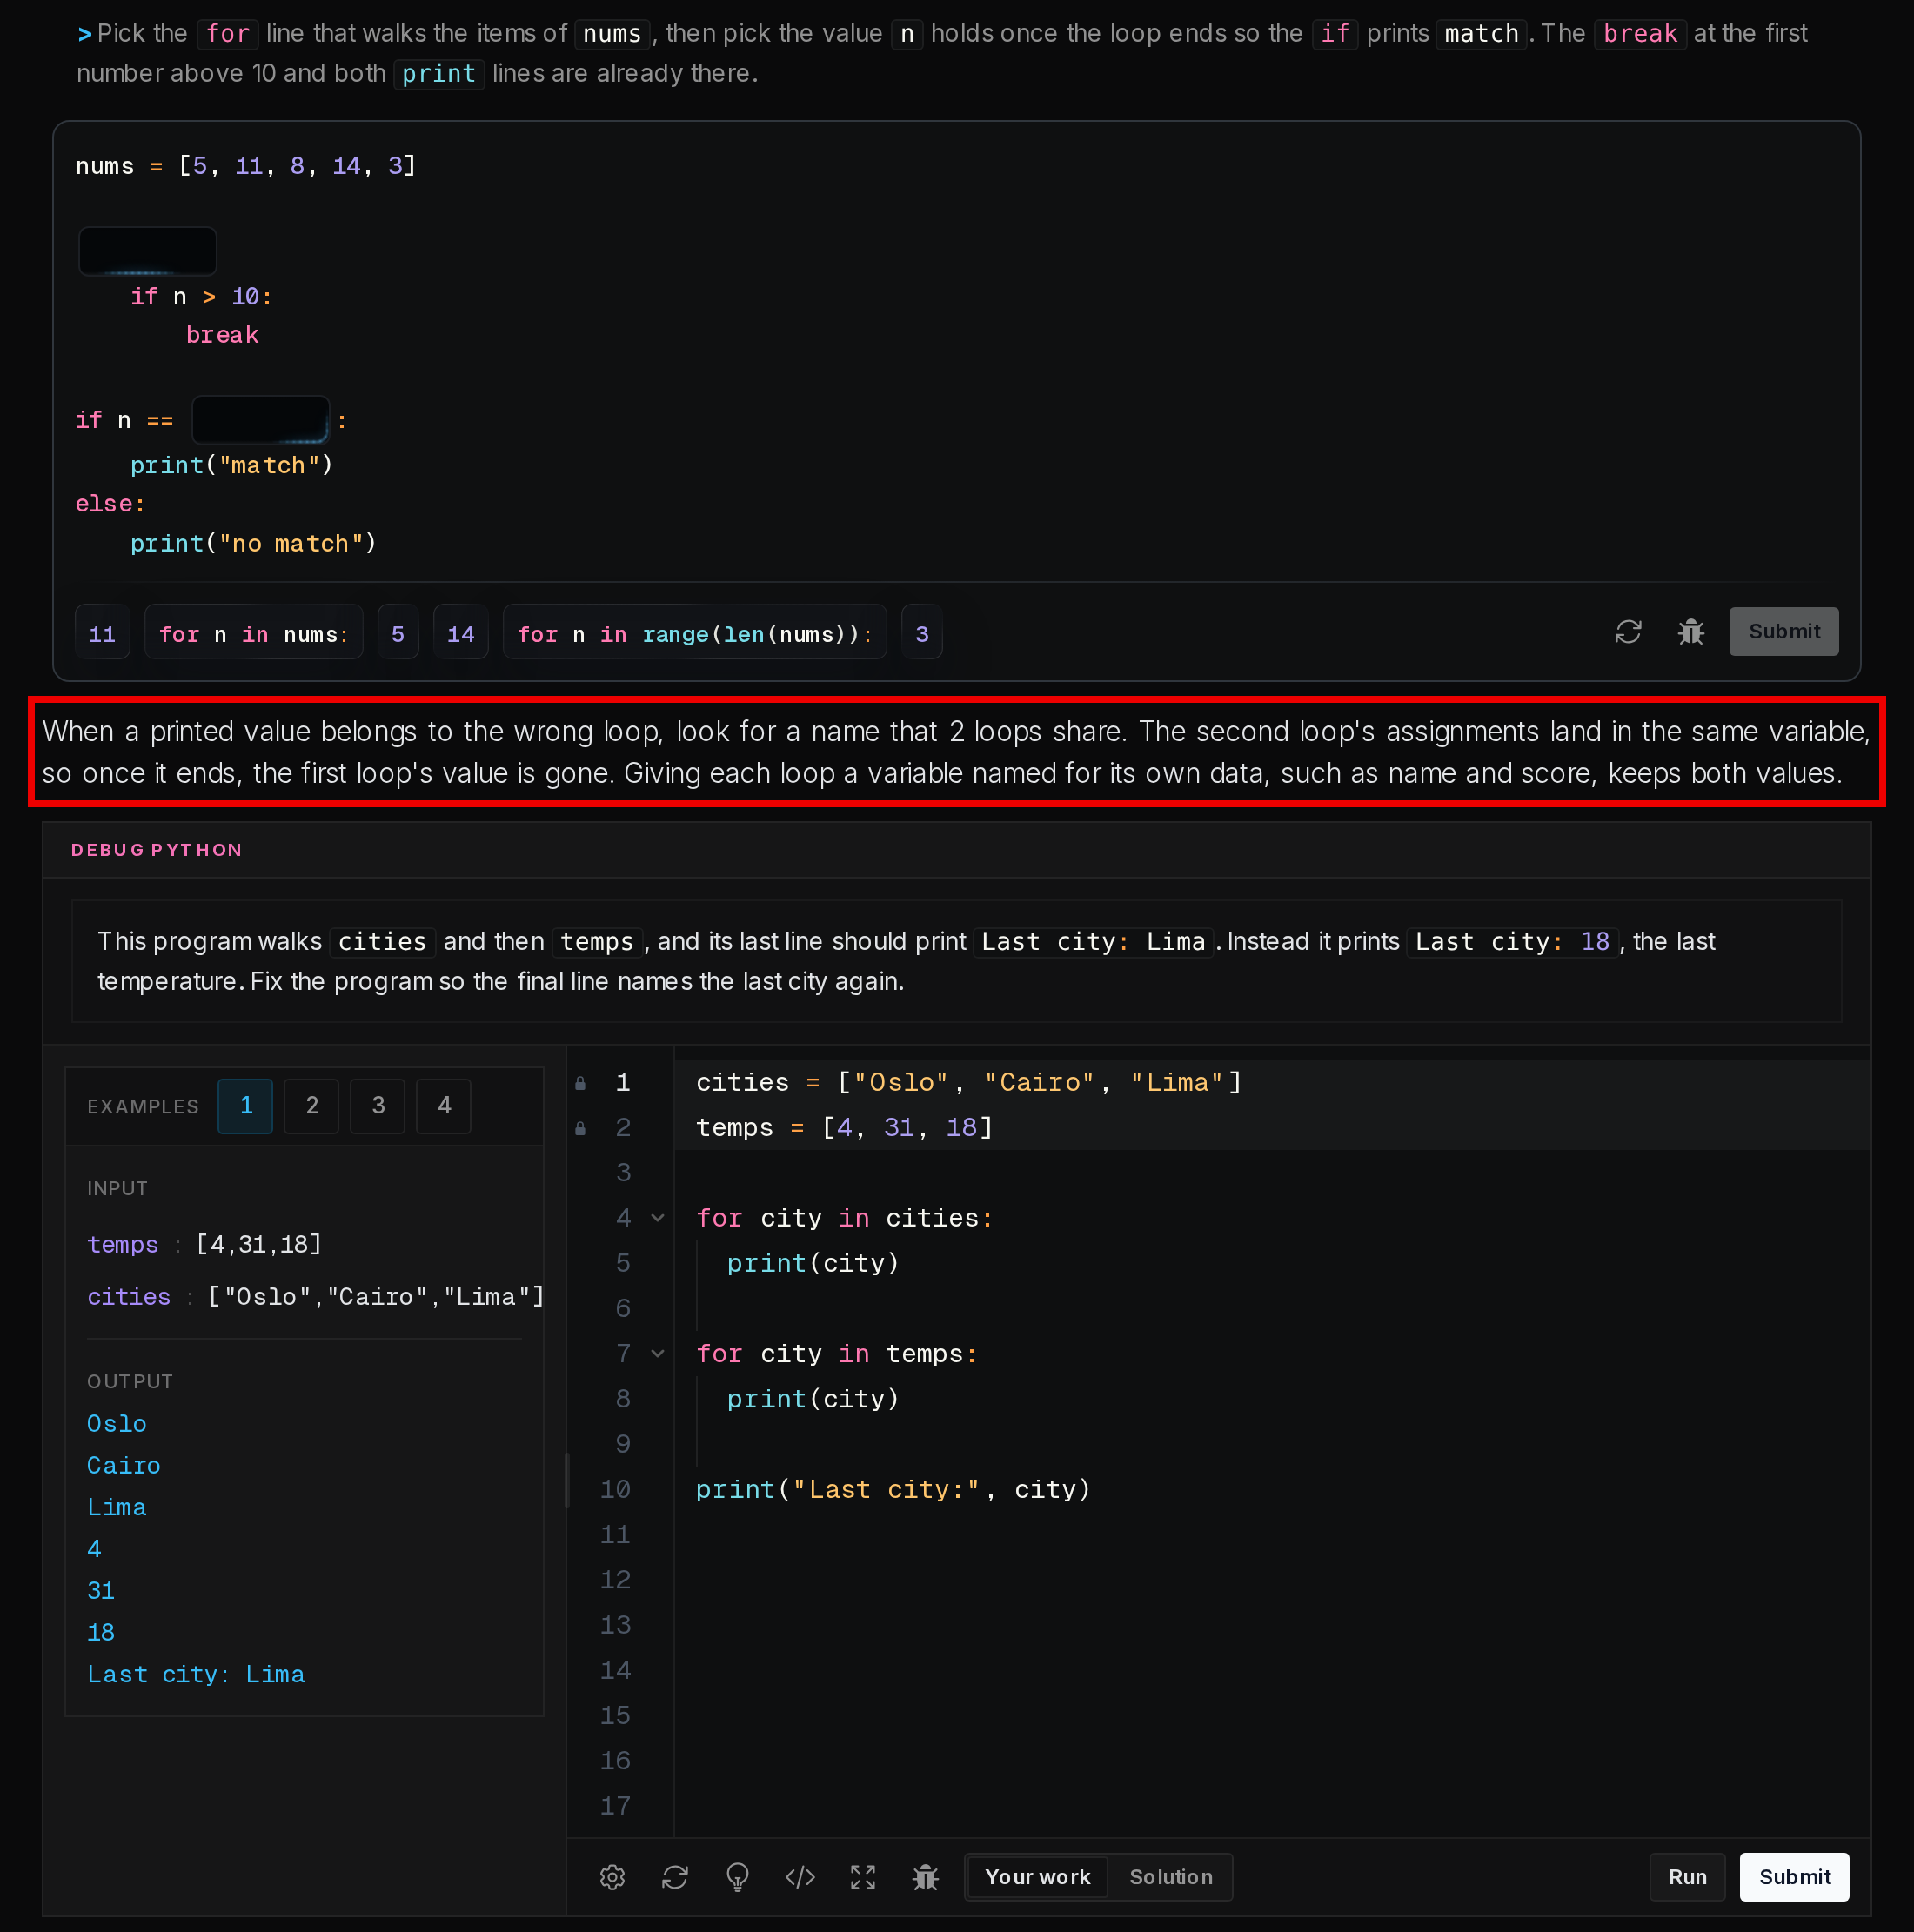 > Pick the for line that walks the items of nums, then pick the value n holds once the loop ends so the if prints match. The break at the first
number above 10 and both print lines are already there.
nums = [5, 11, 8, 14, 3]
if n > 10:
break
if n == :
print("match")
else:
print("no match")
11 for n in nums: 5 14 for n in range(len(nums)): 3 Submit
When a printed value belongs to the wrong loop, look for a name that 2 loops share. The second loop's assignments land in the same variable,
so once it ends, the first loop's value is gone. Giving each loop a variable named for its own data, such as name and score, keeps both values.
DEBUG PYTHON
This program walks cities and then temps, and its last line should print Last city: Lima. Instead it prints Last city: 18, the last
temperature. Fix the program so the final line names the last city again.
EXAMPLES 1 2 3 4
INPUT
temps : [4,31,18]
cities : ["Oslo","Cairo","Lima"]
OUTPUT
Oslo
Cairo
Lima
4
31
18
Last city: Lima
1 cities = ["Oslo", "Cairo", "Lima"]
2 temps = [4, 31, 18]
3
4 for city in cities:
5 print(city)
6
7 for city in temps:
8 print(city)
9
10 print("Last city:", city)
11
12
13
14
15
16
17
Your work Solution Run Submit